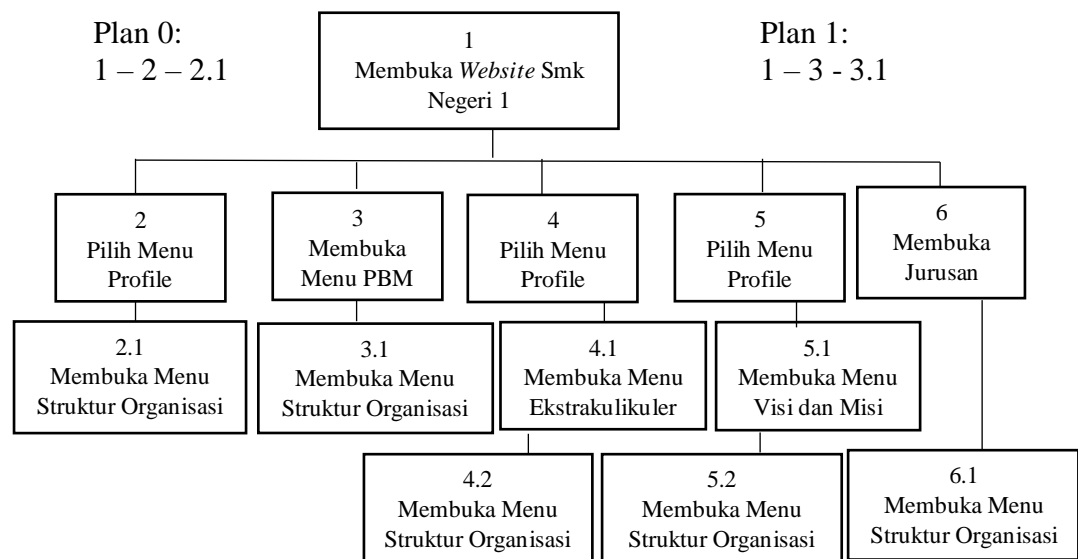 Plan 0:
1 – 2 – 2.1
1
Membuka Website Smk
Negeri 1
Plan 1:
1 – 3 - 3.1
2
Pilih Menu
Profile
3
Membuka
Menu PBM
4
Pilih Menu
Profile
5
Pilih Menu
Profile
6
Membuka
Jurusan
2.1
Membuka Menu
Struktur Organisasi
3.1
Membuka Menu
Struktur Organisasi
4.1
Membuka Menu
Ekstrakulikuler
5.1
Membuka Menu
Visi dan Misi
4.2
Membuka Menu
Struktur Organisasi
5.2
Membuka Menu
Struktur Organisasi
6.1
Membuka Menu
Struktur Organisasi